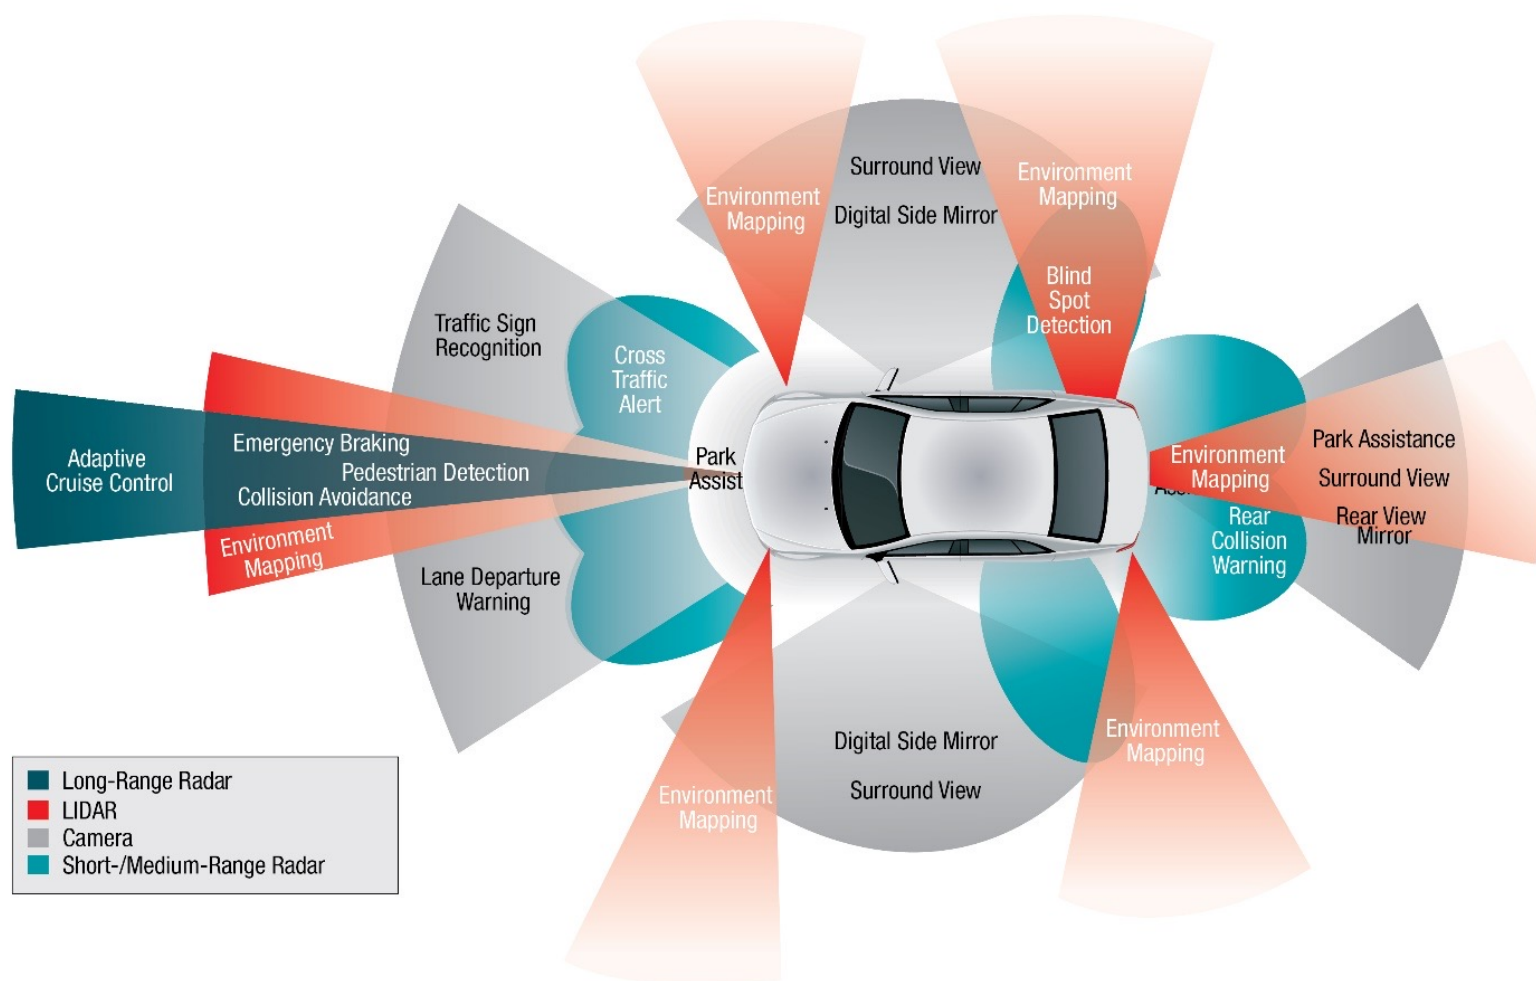 Surround View
Digital Side Mirror
Environment
Mapping
Environment
Mapping
Blind
Spot
Detection
Traffic Sign
Recognition
Cross
Traffic
Alert
Adaptive
Cruise Control
Emergency Braking
Pedestrian Detection
Collision Avoidance
Environment
Mapping
Lane Departure
Warning
Park
Assist
Environment
Mapping
Rear
Collision
Warning
Park Assistance
Surround View
Rear View
Mirror
Digital Side Mirror
Surround View
Environment
Mapping
Environment
Mapping
Long-Range Radar
LIDAR
Camera
Short-/Medium-Range Radar